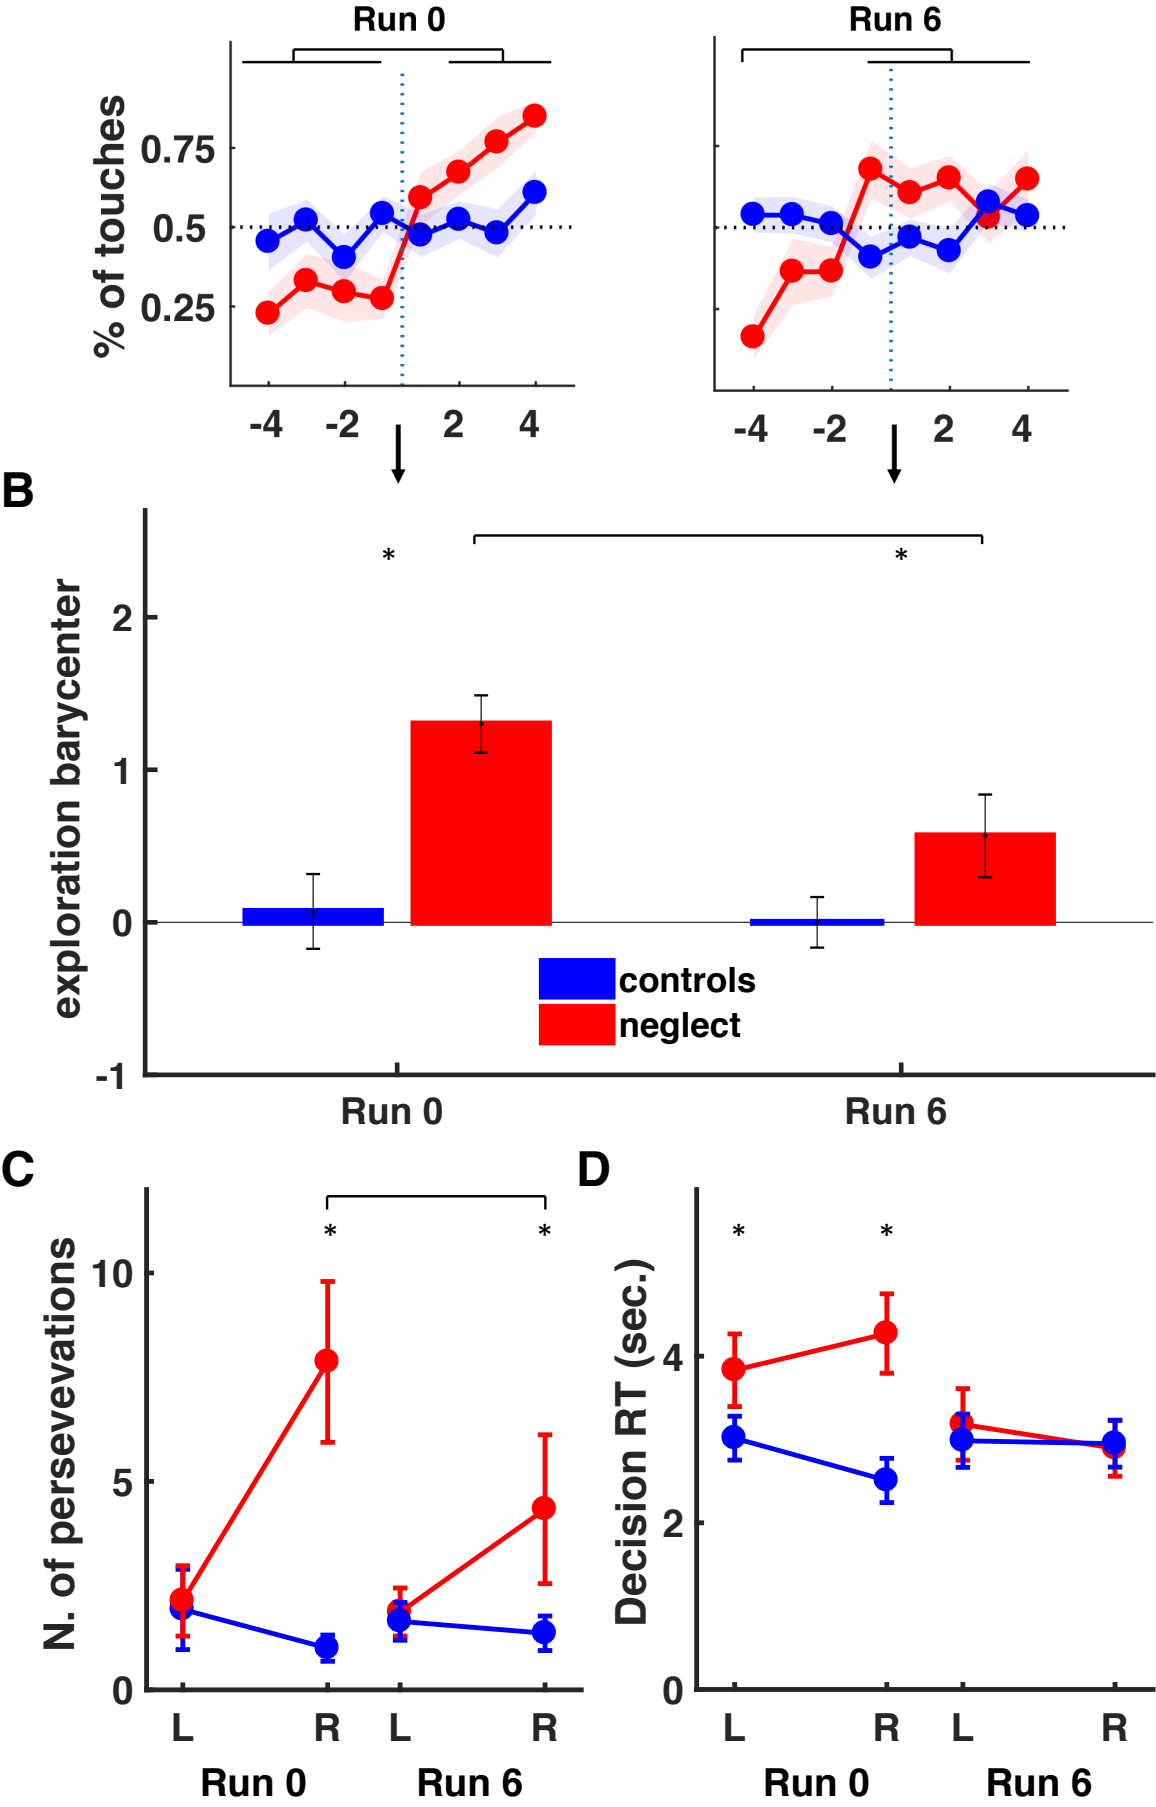 Run 0 Run 6
% of touches
0.75
0.5
0.25
-4 -2 2 4 -4 -2 2 4
B
* *
exploration barycenter
2
1
0
-1
controls
neglect
Run 0 Run 6
C D
* * * *
N. of persevevations
10
5
0
Decision RT (sec.)
4
2
0
L R L R L R L R
Run 0 Run 6 Run 0 Run 6